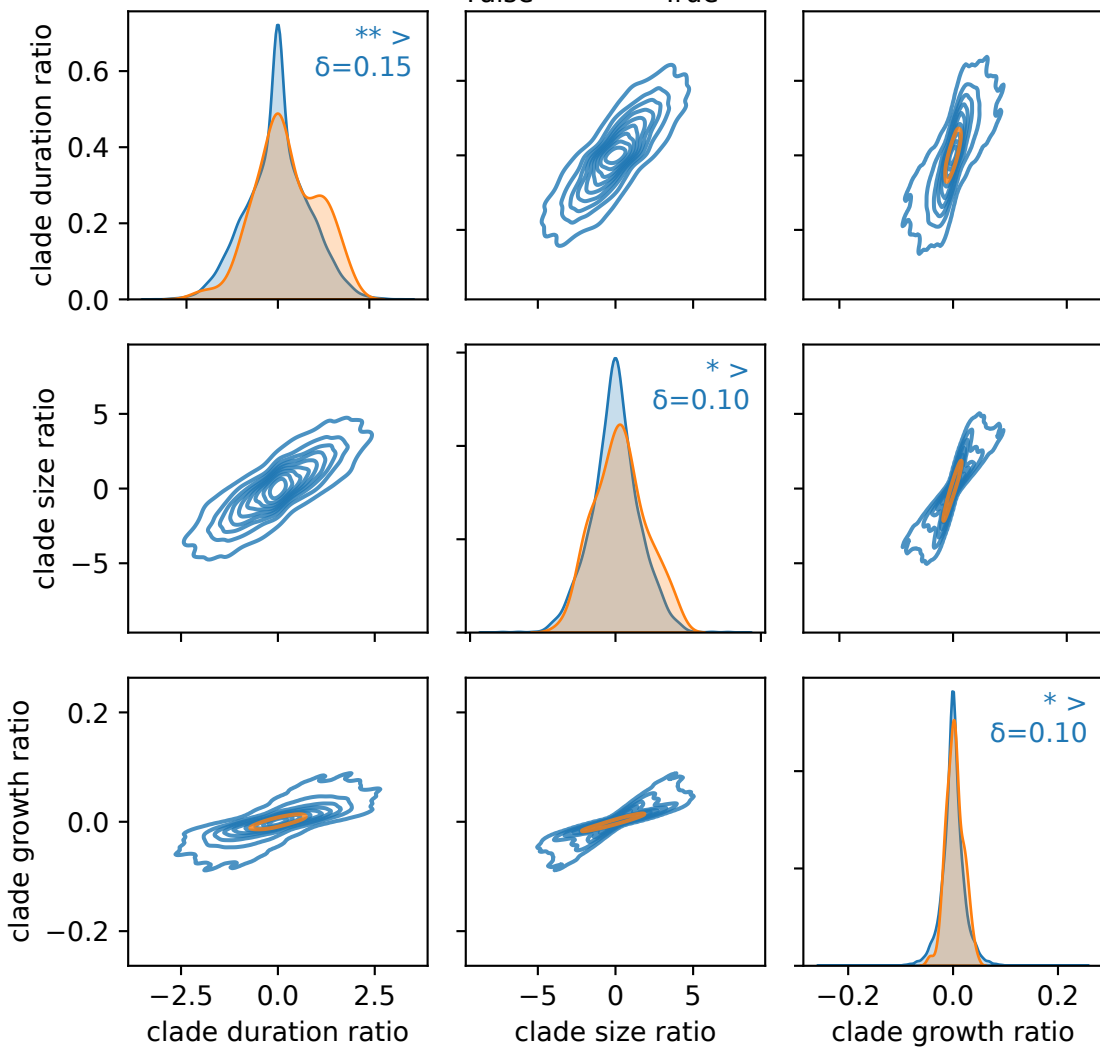 ** >
δ=0.15
clade duration ratio
0.6
0.4
0.2
0.0
* >
δ=0.10
clade size ratio
5
0
−5
* >
δ=0.10
clade growth ratio
0.2
0.0
−0.2
−2.5 0.0 2.5 −5 0 5 −0.2 0.0 0.2
clade duration ratio clade size ratio clade growth ratio